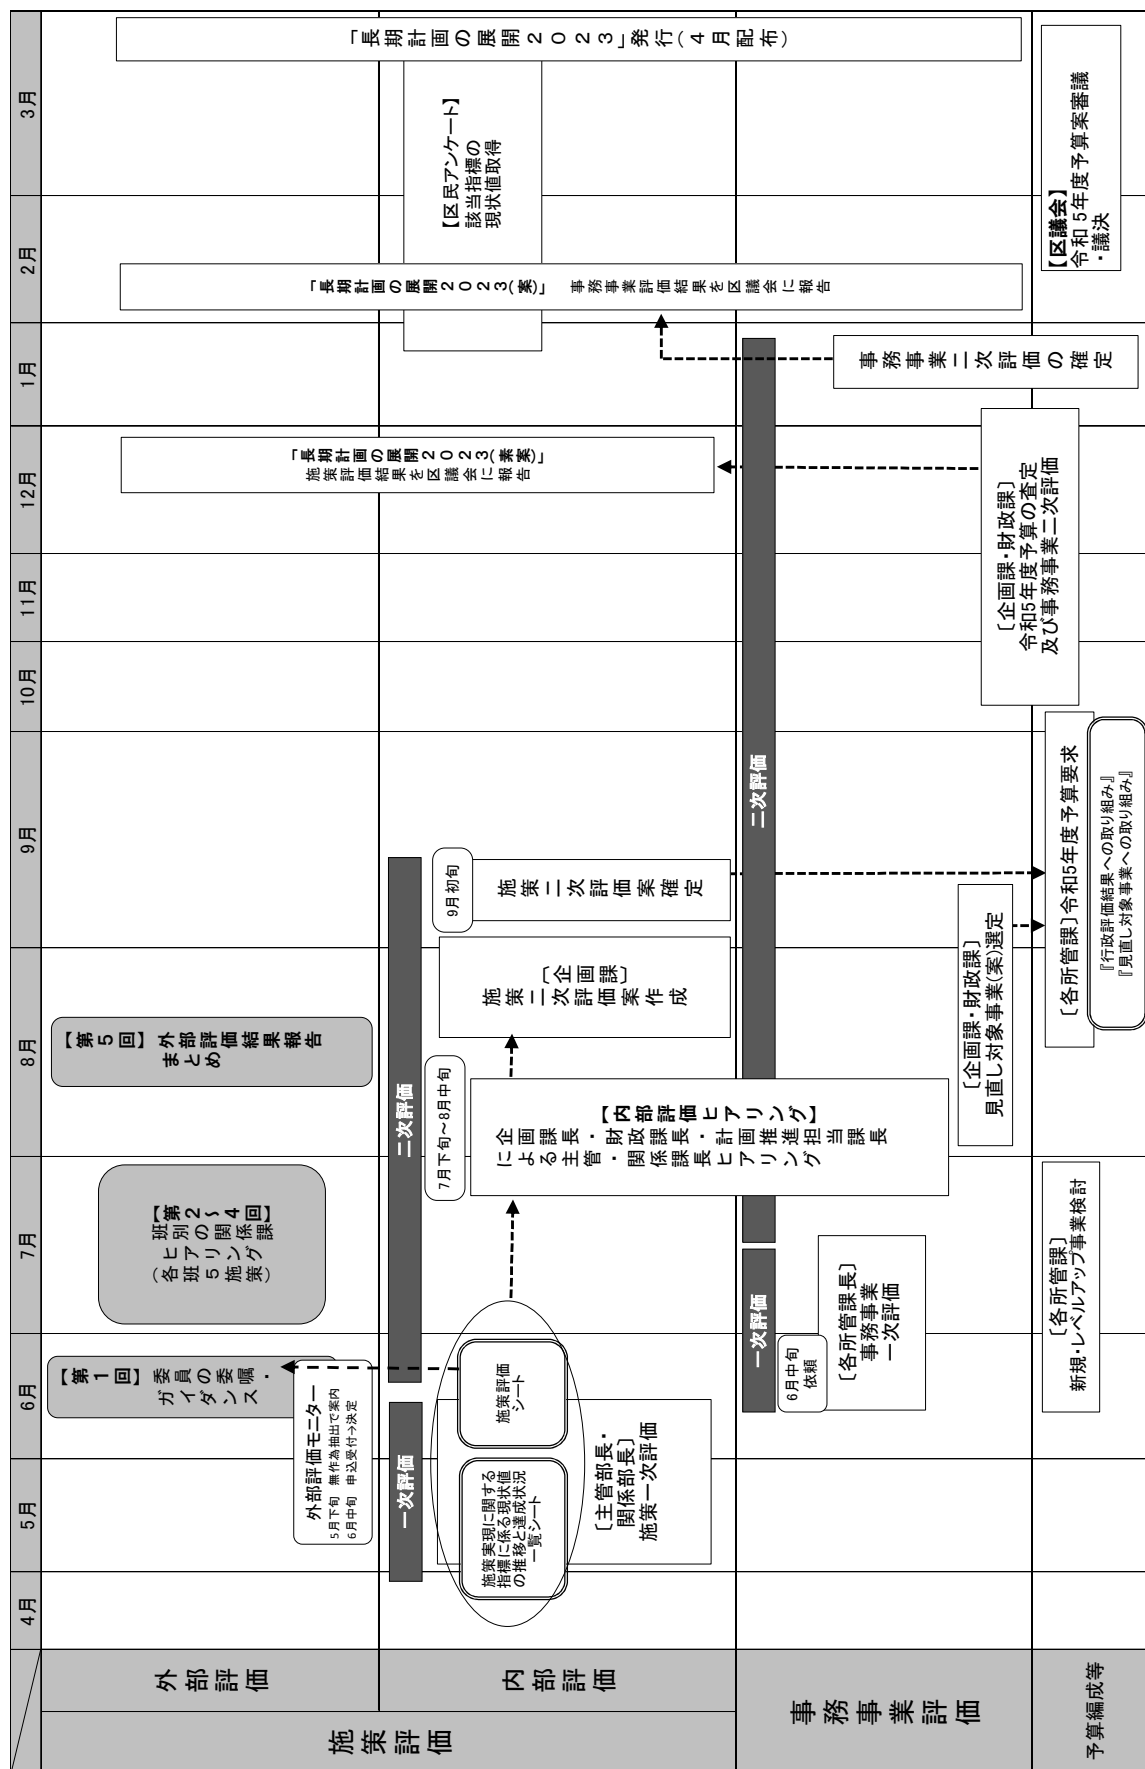 4月
5月
6月
7月
8月
9月
10月
11月
12月
1月
2月
3月
施策評価
外部評価
【第1回】委員の委嘱・
ガイダンス
外部評価モニター
5月下旬 無作為抽出で案内
6月中旬 申込受付→決定
【第2～4回】
班別の関係課
ヒアリング
(各班5施策)
【第5回】外部評価結果報告
まとめ
「長期計画の展開2023(素案)」
施策評価結果を区議会に報告
「長期計画の展開2023(案)」 事務事業評価結果を区議会に報告
「長期計画の展開2023」発行(4月配布)
内部評価
一次評価
二次評価
施策実現に関する
指標に係る現状値
の推移と達成状況
一覧シート
施策評価
シート
〔主管部長・
関係部長〕
施策一次評価
7月下旬～8月中旬
【内部評価ヒアリング】
企画課長・財政課長・計画推進担当課長
による主管・関係課長ヒアリング
〔企画課〕
施策二次評価案作成
9月初旬
施策二次評価案確定
【区民アンケート】
該当指標の
現状値取得
事務事業評価
一次評価
二次評価
6月中旬
依頼
〔各所管課長〕
事務事業
一次評価
〔企画課・財政課〕
見直し対象事業(案)選定
〔企画課・財政課〕
令和5年度予算の査定
及び事務事業二次評価
事務事業二次評価の確定
予算編成等
〔各所管課〕
新規・レベルアップ事業検討
〔各所管課〕令和5年度予算要求
『行政評価結果への取り組み』
『見直し対象事業への取り組み』
【区議会】
令和5年度予算案審議
・議決